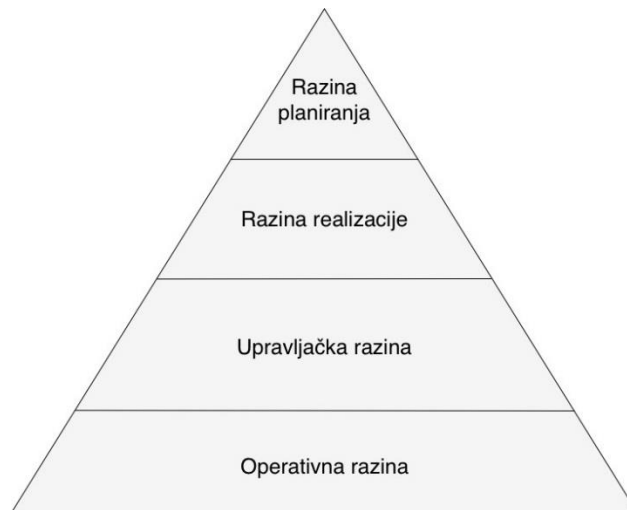 Razina
planiranja
Razina realizacije
Upravljačka razina
Operativna razina